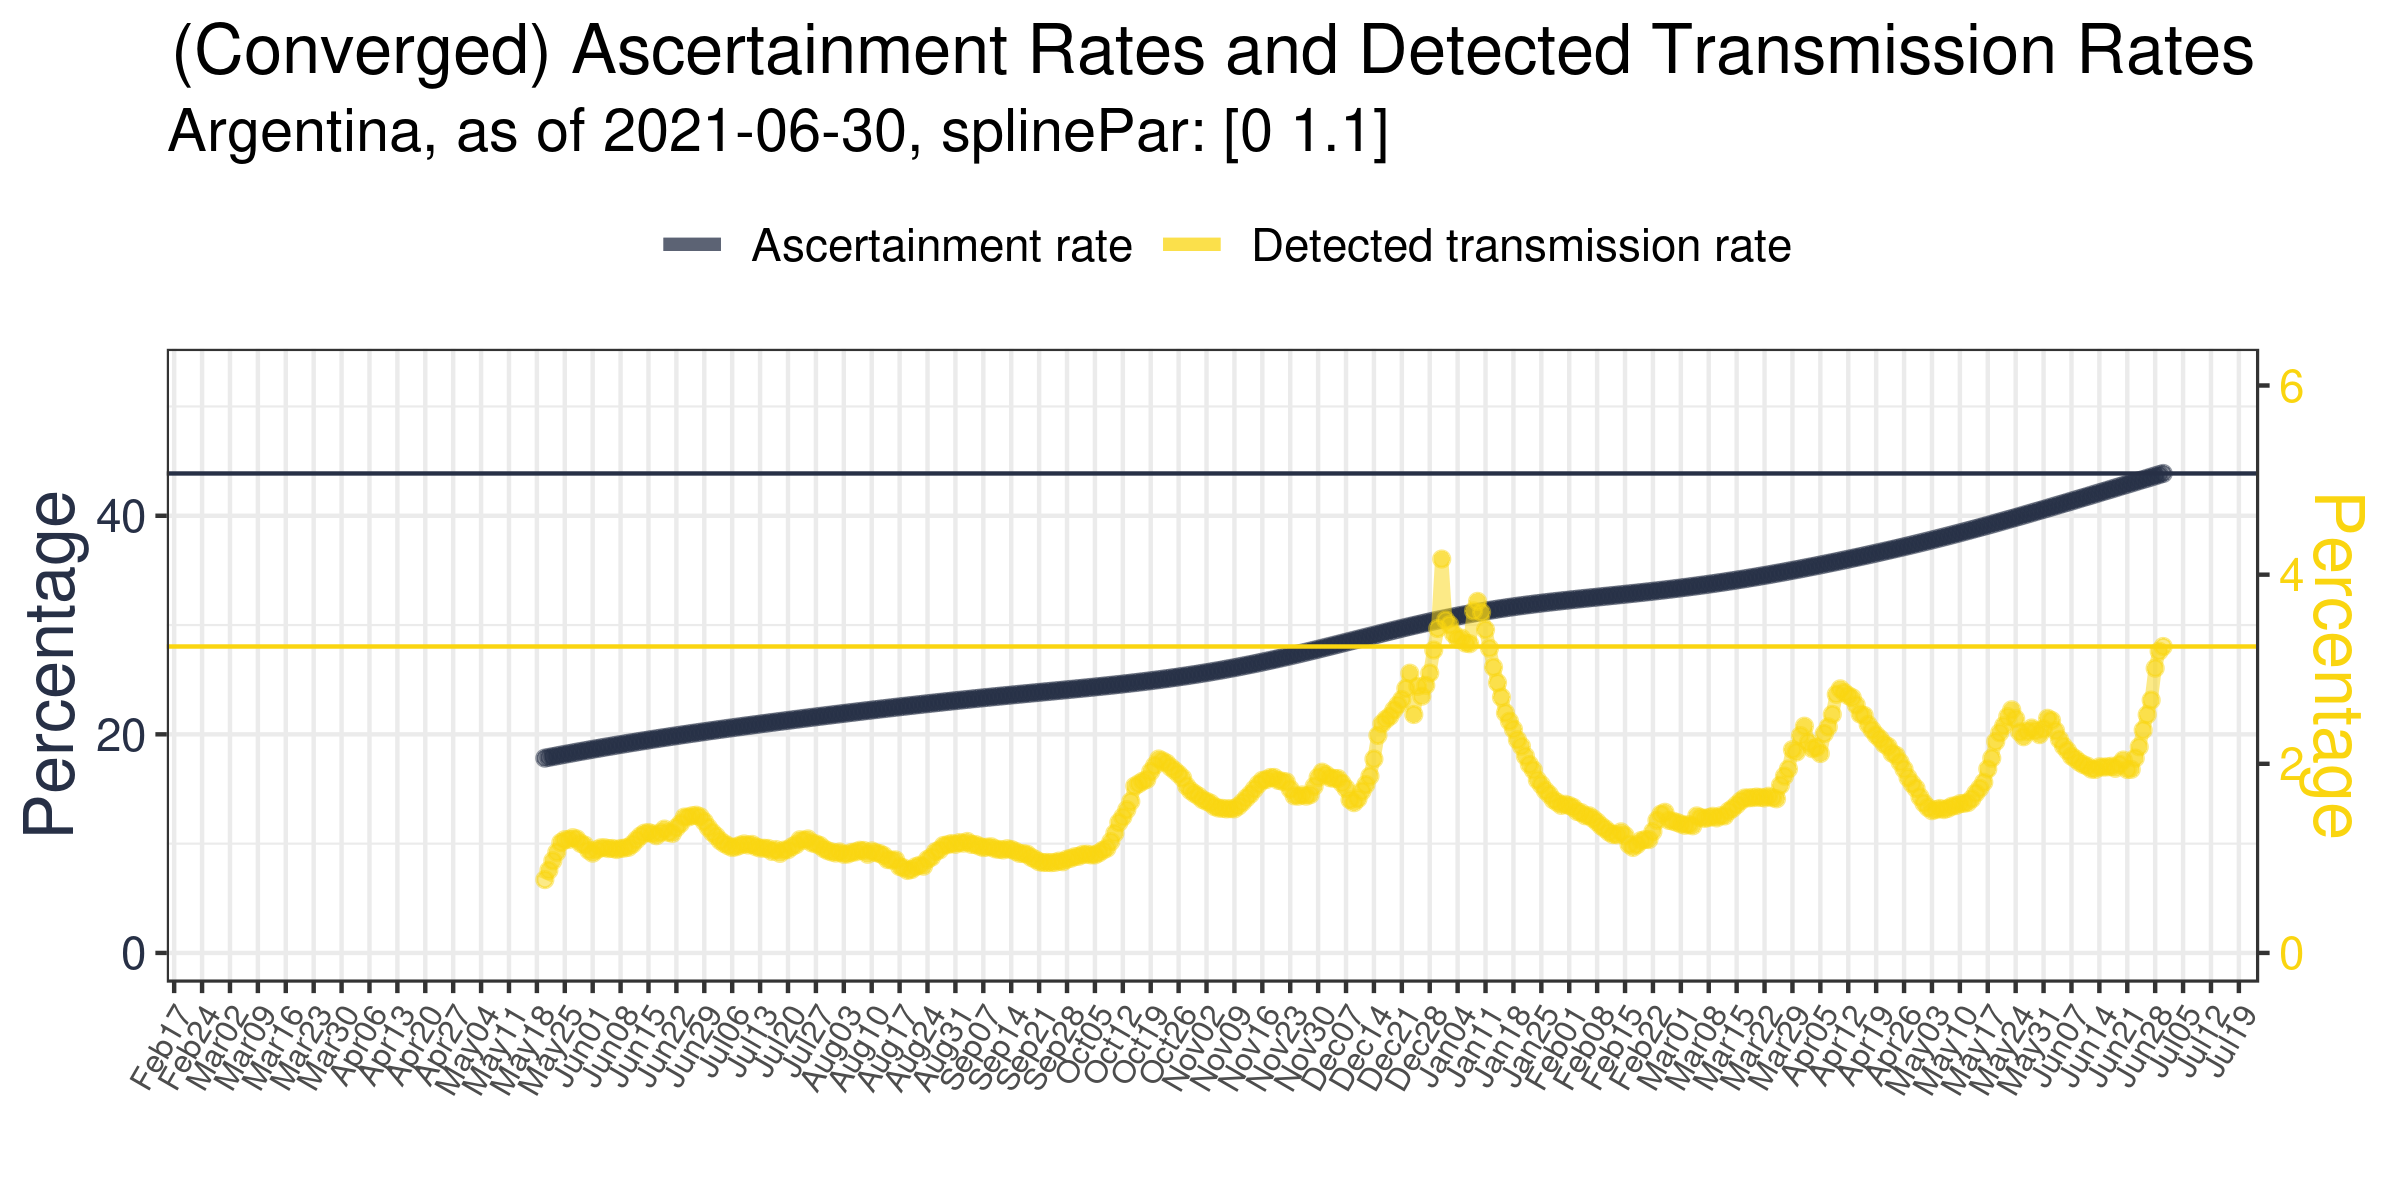 (Converged) Ascertainment Rates and Detected Transmission Rates
Argentina, as of 2021-06-30, splinePar: [0 1.1]
Ascertainment rate
Detected transmission rate
Percentage
40
20
0
6
4
2
0
Percentage
Feb17
Feb24
Mar02
Mar09
Mar16
Mar23
Mar30
Apr06
Apr13
Apr20
Apr27
May04
May11
May18
May25
Jun01
Jun08
Jun15
Jun22
Jun29
Jul06
Jul13
Jul20
Jul27
Aug03
Aug10
Aug17
Aug24
Aug31
Sep07
Sep14
Sep21
Sep28
Oct05
Oct12
Oct19
Oct26
Nov02
Nov09
Nov16
Nov23
Nov30
Dec07
Dec14
Dec21
Dec28
Jan04
Jan11
Jan18
Jan25
Feb01
Feb08
Feb15
Feb22
Mar01
Mar08
Mar15
Mar22
Mar29
Apr05
Apr12
Apr19
Apr26
May03
May10
May17
May24
May31
Jun07
Jun14
Jun21
Jun28
Jul05
Jul12
Jul19